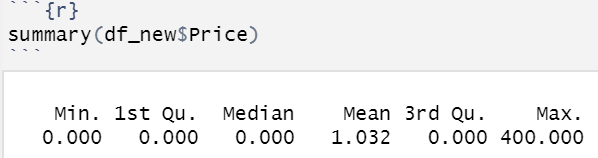 ```{r}
summary(df_new$Price)
```
Min. 1st Qu. Median Mean 3rd Qu. Max.
0.000 0.000 0.000 1.032 0.000 400.000